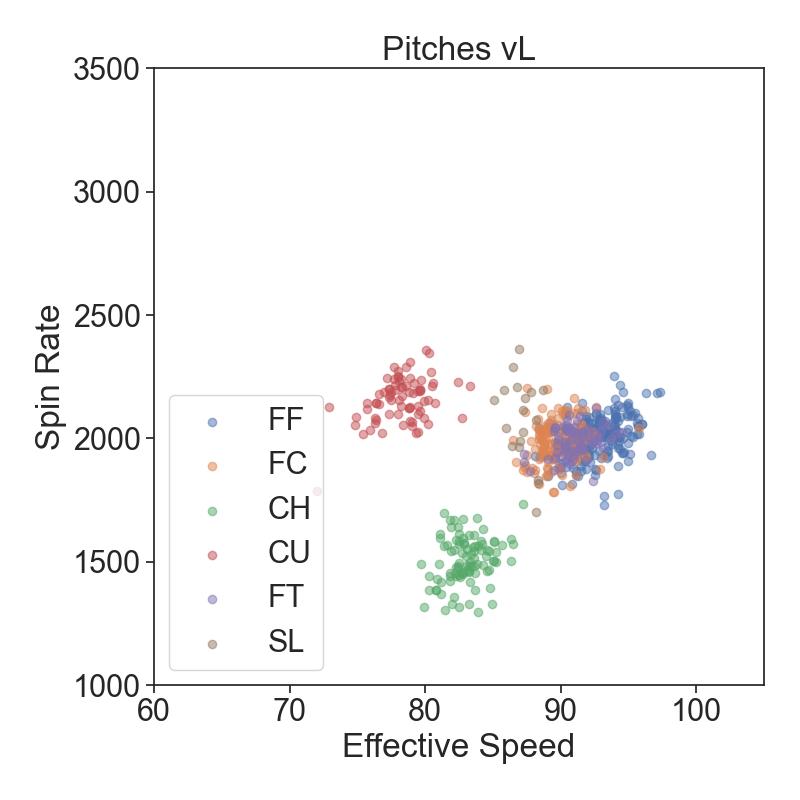 Pitches vL
3500
3000
2500
2000
1500
1000
Spin Rate
FF
FC
CH
CU
FT
SL
60 70 80 90 100
Effective Speed